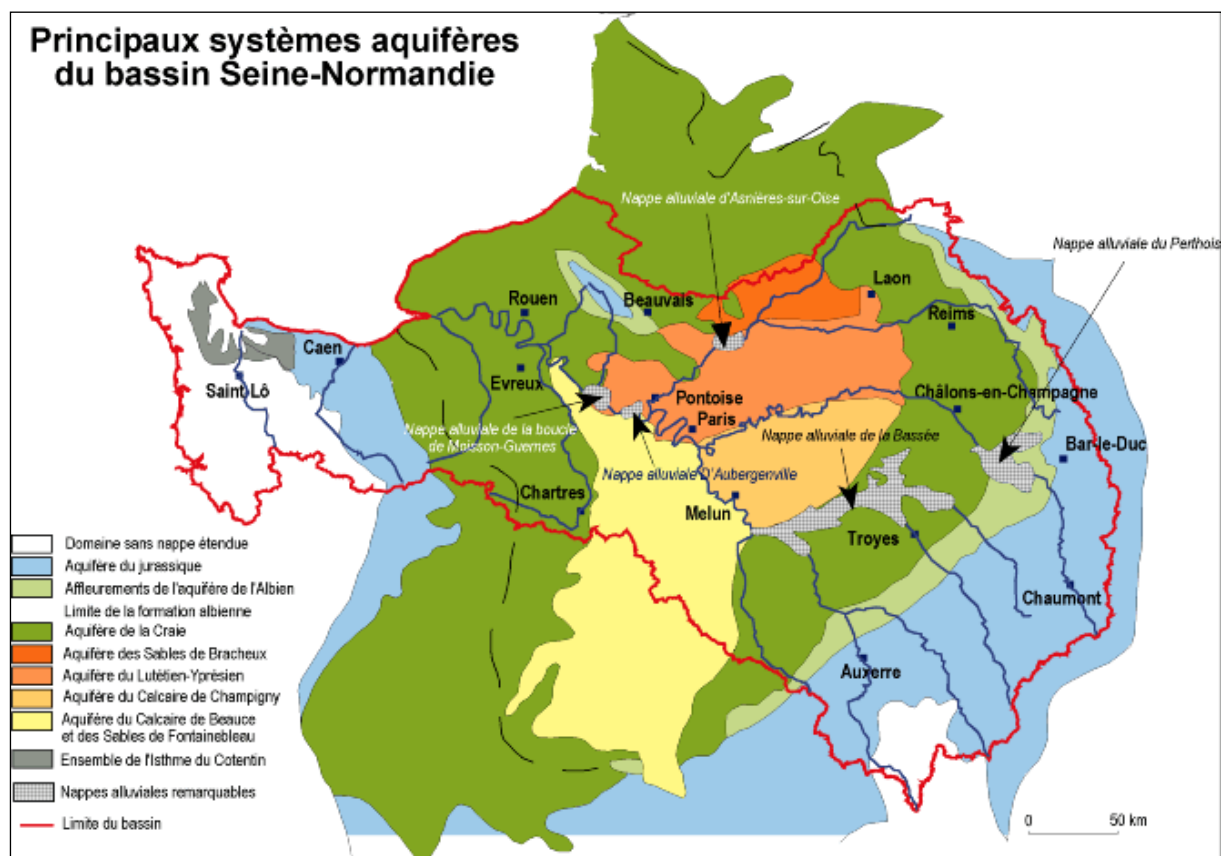 Principaux systèmes aquifères
du bassin Seine-Normandie
Nappe alluviale d'Asnières-sur-Oise
Nappe alluviale du Perthois
Laon
Rouen
Beauvais
Reims
Caen
Evreux
Saint-Lô
Pontoise
Châlons-en-Champagne
Paris
Nappe alluviale de la boucle
de Moisson-Guernes
Nappe alluviale de la Bassée
Bar-le-Duc
Nappe alluviale D'Aubergenville
Chartres
Melun
Troyes
Chaumont
Auxerre
Domaine sans nappe étendue
Aquifère du jurassique
Affleurements de l'aquifère de l'Albien
Limite de la formation albienne
Aquifère de la Craie
Aquifère des Sables de Bracheux
Aquifère du Lutétien-Yprésien
Aquifère du Calcaire de Champigny
Aquifère du Calcaire de Beauce
et des Sables de Fontainebleau
Ensemble de l'Isthme du Cotentin
Nappes alluviales remarquables
Limite du bassin
0 50 km